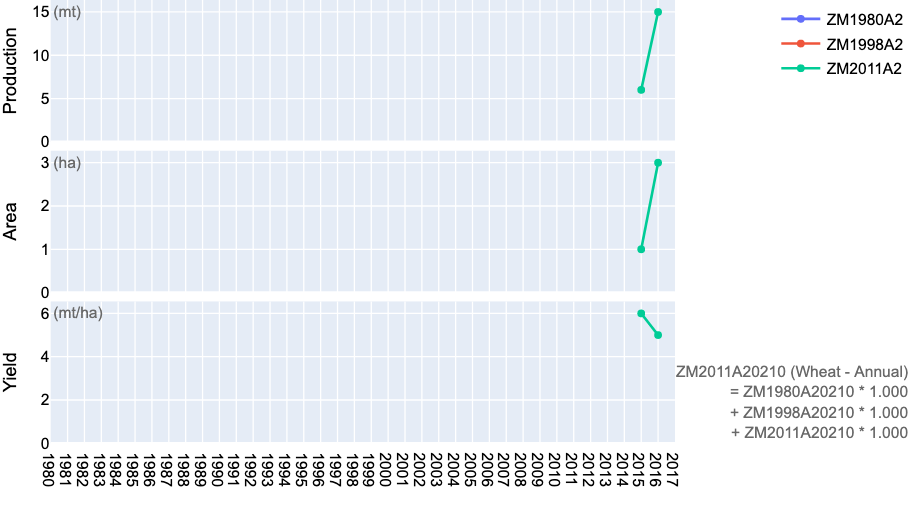 Production
15 (mt)
10
5
0
Area
3 (ha)
2
1
0
Yield
6 (mt/ha)
4
2
0
1980 1981 1982 1983 1984 1985 1986 1987 1988 1989 1990 1991 1992 1993 1994 1995 1996 1997 1998 1999 2000 2001 2002 2003 2004 2005 2006 2007 2008 2009 2010 2011 2012 2013 2014 2015 2016 2017
ZM1980A2
ZM1998A2
ZM2011A2
ZM2011A20210 (Wheat - Annual)
= ZM1980A20210 * 1.000
+ ZM1998A20210 * 1.000
+ ZM2011A20210 * 1.000